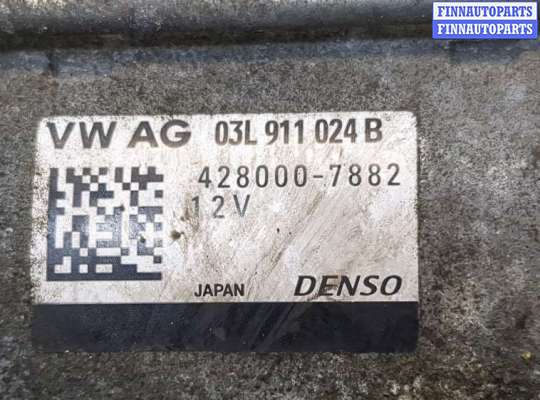 FINNAUTOPARTS
FINNAUTOPARTS
VW AG 03L 911 024 B
428000-7882
12V
JAPAN DENSO